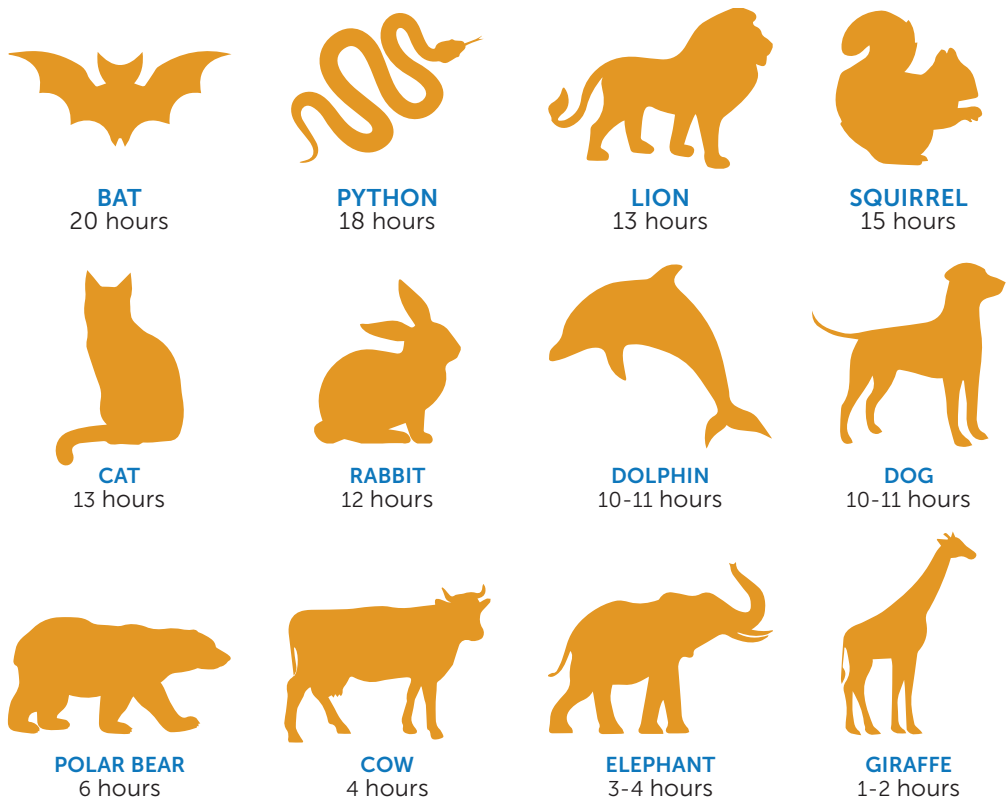 BAT
20 hours
PYTHON
18 hours
LION
13 hours
SQUIRREL
15 hours
CAT
13 hours
RABBIT
12 hours
DOLPHIN
10-11 hours
DOG
10-11 hours
POLAR BEAR
6 hours
COW
4 hours
ELEPHANT
3-4 hours
GIRAFFE
1-2 hours